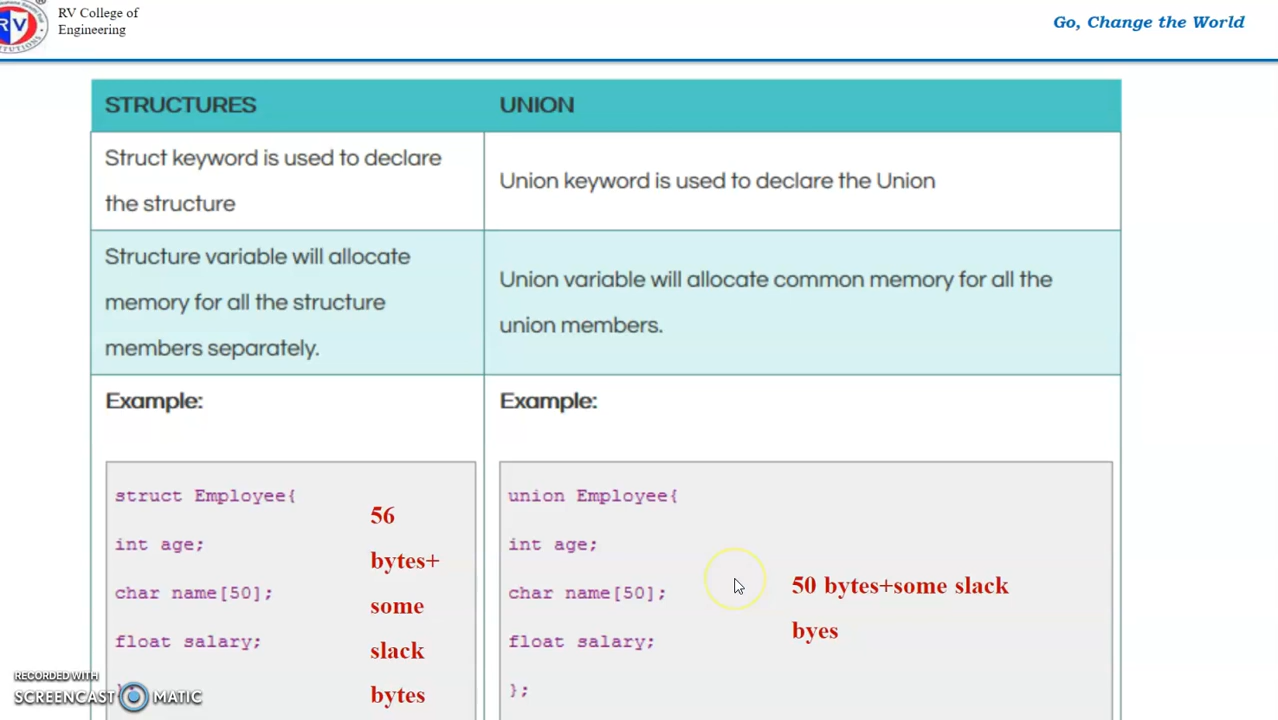 RV College of
Engineering
Go, Change the World
RV
STRUCTURES
UNION
Struct keyword is used to declare
the structure
Union keyword is used to declare the Union
Structure variable will allocate
memory for all the structure
members separately.
Union variable will allocate common memory for all the
union members.
Example:
struct Employee{
int age;
char name[50];
float salary;
56
bytes+
some
slack
bytes
Example:
union Employee{
int age;
char name[50];
float salary;
};
50 bytes+some slack
byes
RECORDED WITH
SCREENCAST MATIC